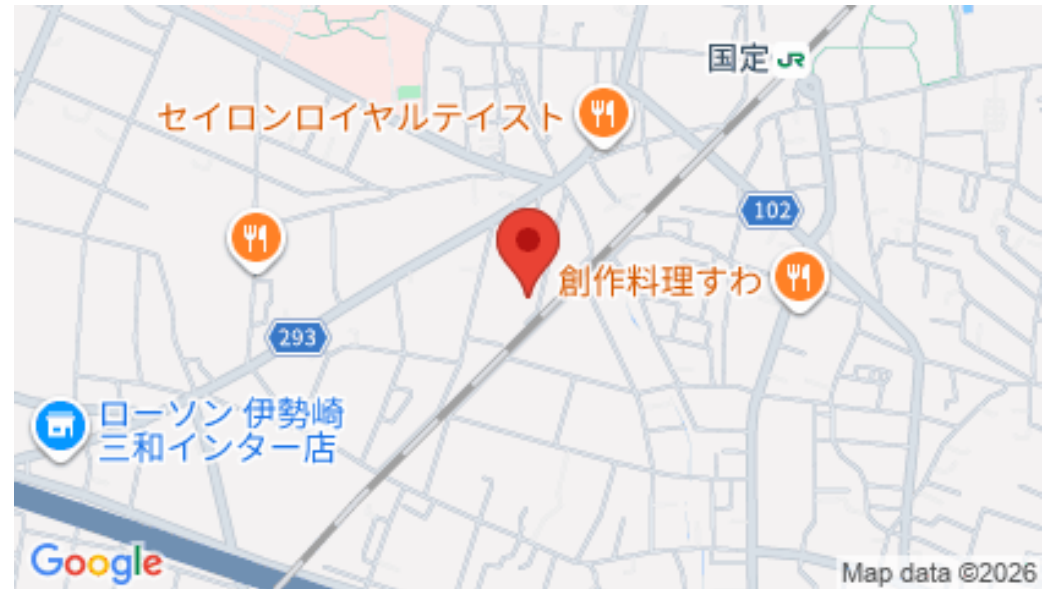 国定 JR
セイロンロイヤルテイスト
102
創作料理すわ
293
ローソン 伊勢崎
三和インター店
Google
Map data ©2026